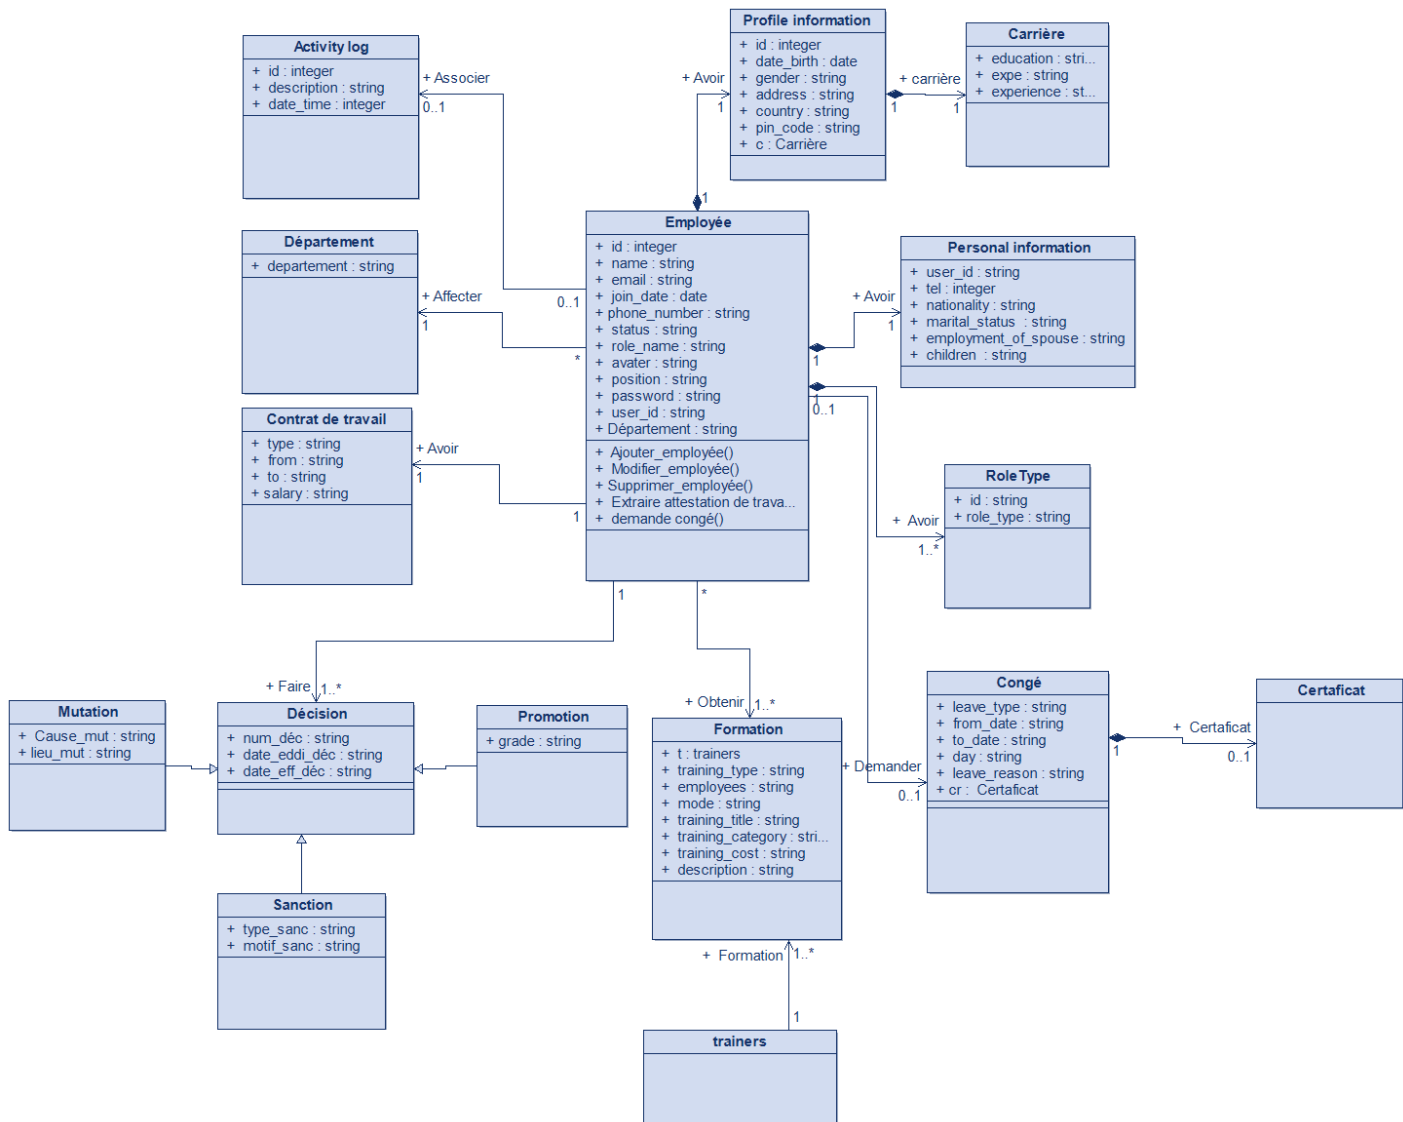 Profile information
+ id : integer
+ date_birth : date
+ gender : string
+ address : string
+ country : string
+ pin_code : string
+ c : Carrière
Carrière
+ education : stri...
+ expe : string
+ experience : st...
+ carrière
1
1
Activity log
+ id : integer
+ description : string
+ date_time : integer
+ Associer
0..1
0..1
+ Avoir
1
1
Employée
+ id : integer
+ name : string
+ email : string
+ join_date : date
+ phone_number : string
+ status : string
+ role_name : string
+ avater : string
+ position : string
+ password : string
+ user_id : string
+ Département : string
+ Ajouter_employée()
+ Modifier_employée()
+ Supprimer_employée()
+ Extraire attestation de trava...
+ demande congé()
Département
+ departement : string
+ Affecter
1
*
Personal information
+ user_id : string
+ tel : integer
+ nationality : string
+ marital_status : string
+ employment_of_spouse : string
+ children : string
+ Avoir
1
1
Contrat de travail
+ type : string
+ from : string
+ to : string
+ salary : string
+ Avoir
1
1
1
0..1
Role Type
+ id : string
+ role_type : string
+ Avoir
1..*
1
*
+ Faire
1..*
+ Obtenir
1..*
Mutation
+ Cause_mut : string
+ lieu_mut : string
Décision
+ num_déc : string
+ date_eddi_déc : string
+ date_eff_déc : string
Promotion
+ grade : string
Formation
+ t : trainers
+ training_type : string
+ employees : string
+ mode : string
+ training_title : string
+ training_category : stri...
+ training_cost : string
+ description : string
+ Demander
0..1
Congé
+ leave_type : string
+ from_date : string
+ to_date : string
+ day : string
+ leave_reason : string
+ cr : Certaficat
+ Certaficat
1
0..1
Certaficat
Sanction
+ type_sanc : string
+ motif_sanc : string
+ Formation
1..*
1
trainers